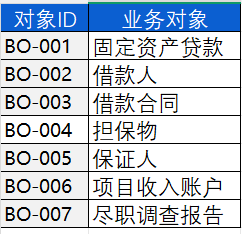 对象ID 业务对象
BO-001 固定资产贷款
BO-002 借款人
BO-003 借款合同
BO-004 担保物
BO-005 保证人
BO-006 项目收入账户
BO-007 尽职调查报告